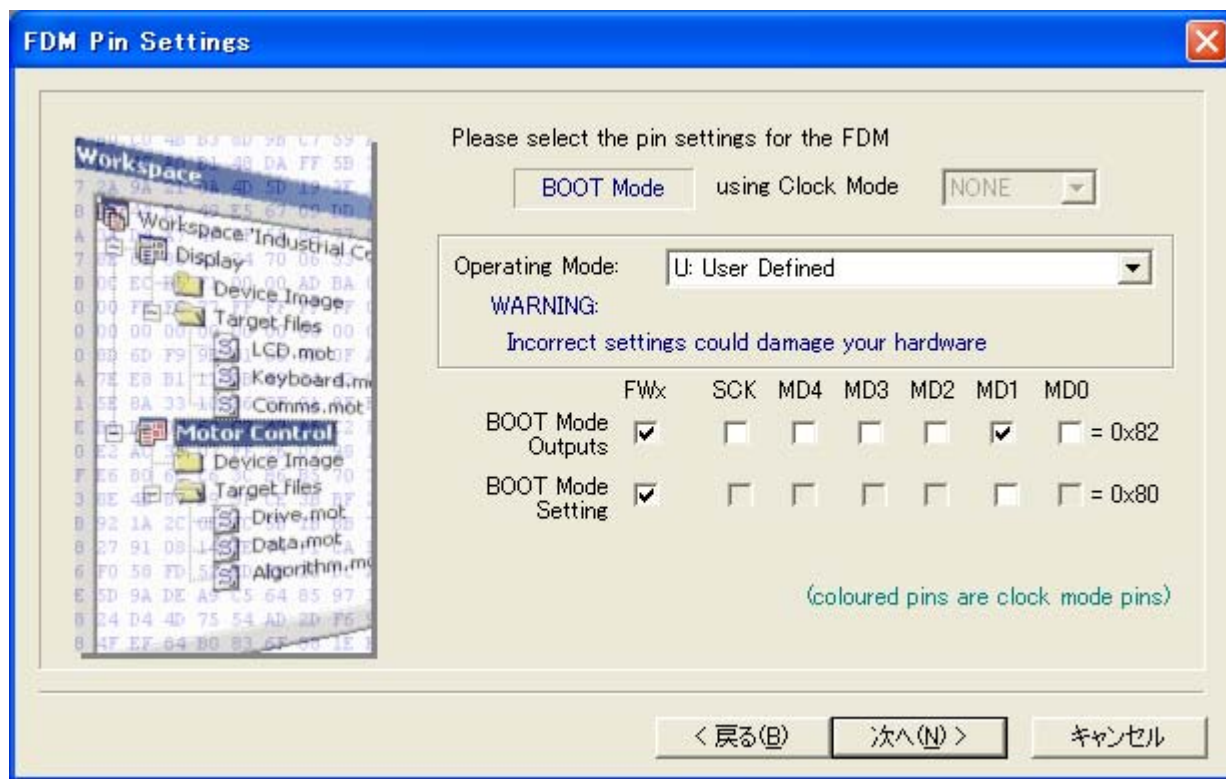 FDM Pin Settings
Please select the pin settings for the FDM
BOOT Mode using Clock Mode NONE
Operating Mode: U: User Defined
WARNING:
Incorrect settings could damage your hardware
FWx SCK MD4 MD3 MD2 MD1 MD0
BOOT Mode
Outputs
= 0x82
BOOT Mode
Setting
= 0x80
(coloured pins are clock mode pins)
Workspace
Workspace 'Industrial Co
Display
Device Image
Target files
LCD.mot
Keyboard.m
Comms.mot
Motor Control
Device Image
Target files
Drive.mot
Data.mot
Algorithm.mo
< 戻る(B)
次へ(N) >
キャンセル